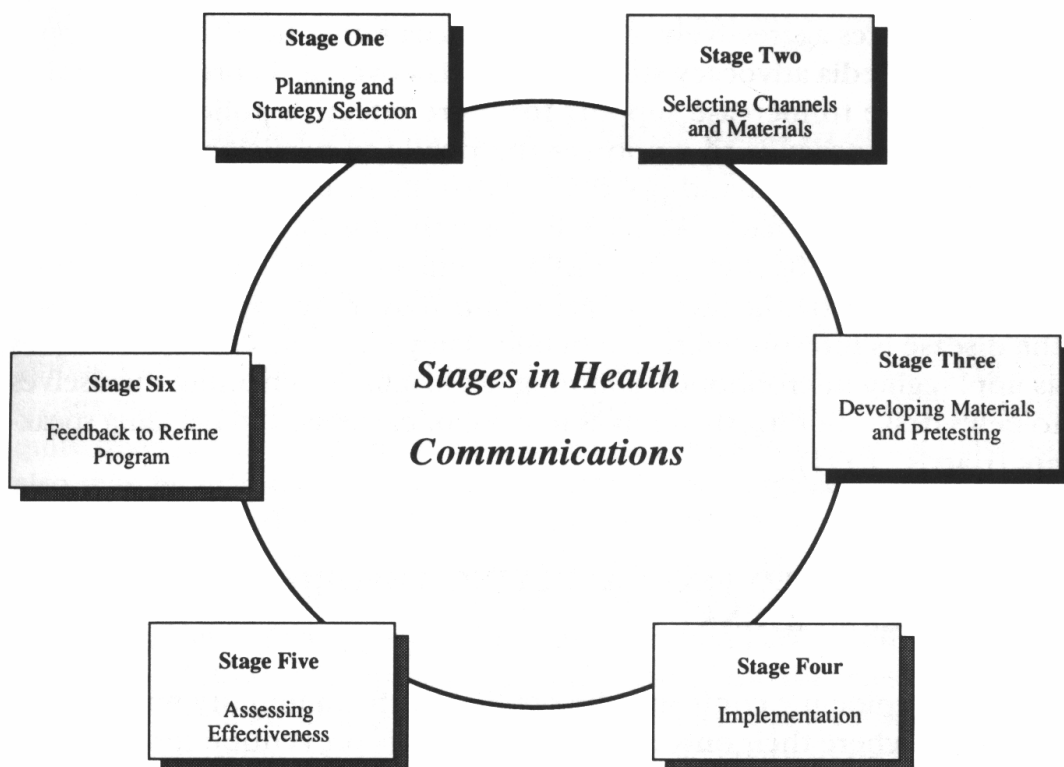 Stage One
Planning and
Strategy Selection
Stage Two
Selecting Channels
and Materials
Stage Three
Developing Materials
and Pretesting
Stage Four
Implementation
Stage Five
Assessing
Effectiveness
Stage Six
Feedback to Refine
Program
Stages in Health
Communications